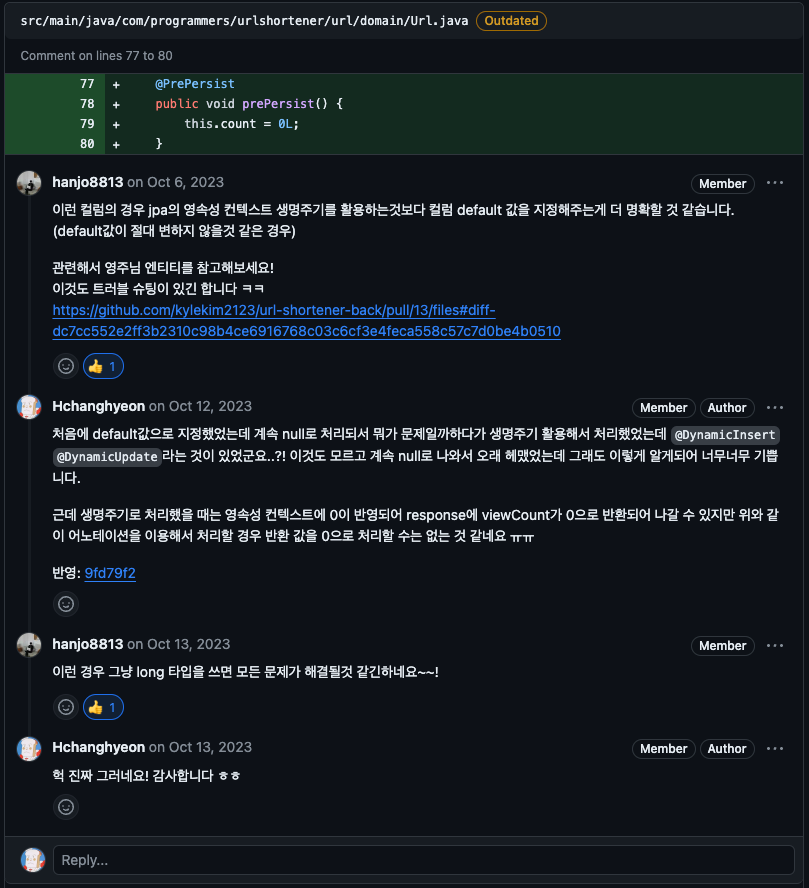 src/main/java/com/programmers/urlshortener/url/domain/Url.java Outdated
Comment on lines 77 to 80
77 + @PrePersist
78 + public void prePersist() {
79 + this.count = 0L;
80 + }
hanjo8813 on Oct 6, 2023 Member ...
이런 컬럼의 경우 jpa의 영속성 컨텍스트 생명주기를 활용하는것보다 컬럼 default 값을 지정해주는게 더 명확할 것 같습니다.
(default값이 절대 변하지 않을것 같은 경우)
관련해서 영주님 엔티티를 참고해보세요!
이것도 트러블 슈팅이 있긴 합니다 ㅋㅋ
https://github.com/kylekim2123/url-shortener-back/pull/13/files#diff-
dc7cc552e2ff3b2310c98b4ce6916768c03c6cf3e4feca558c57c7d0be4b0510
👍 1
Hchanghyeon on Oct 12, 2023 Member Author ...
처음에 default값으로 지정했었는데 계속 null로 처리되서 뭐가 문제일까하다가 생명주기 활용해서 처리했었는데 @DynamicInsert
@DynamicUpdate라는 것이 있었군요..?! 이것도 모르고 계속 null로 나와서 오래 헤맸었는데 그래도 이렇게 알게되어 너무너무 기쁩
니다.
근데 생명주기로 처리했을 때는 영속성 컨텍스트에 0이 반영되어 response에 viewCount가 0으로 반환되어 나갈 수 있지만 위와 같
이 어노테이션을 이용해서 처리할 경우 반환 값을 0으로 처리할 수는 없는 것 같네요 ㅠㅠ
반영: 9fd79f2
hanjo8813 on Oct 13, 2023 Member ...
이런 경우 그냥 long 타입을 쓰면 모든 문제가 해결될것 같긴하네요~~!
👍 1
Hchanghyeon on Oct 13, 2023 Member Author ...
헉 진짜 그러네요! 감사합니다 ㅎㅎ
Reply...